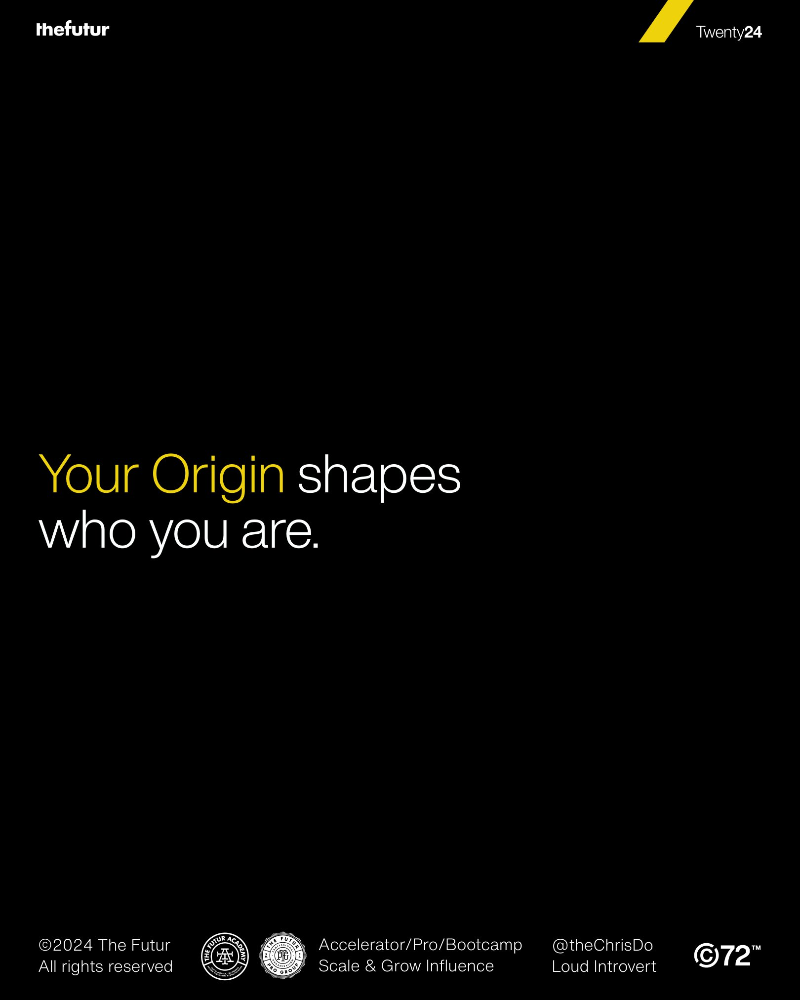 thefutur
Twenty24
Your Origin shapes
who you are.
©2024 The Futur
All rights reserved
THE FUTUR ACADEMY
THE FUTUR
PROFESSIONAL
ORGANIZATION
PRO GROUP
Accelerator/Pro/Bootcamp
Scale & Grow Influence
@theChrisDo
Loud Introvert
©72™